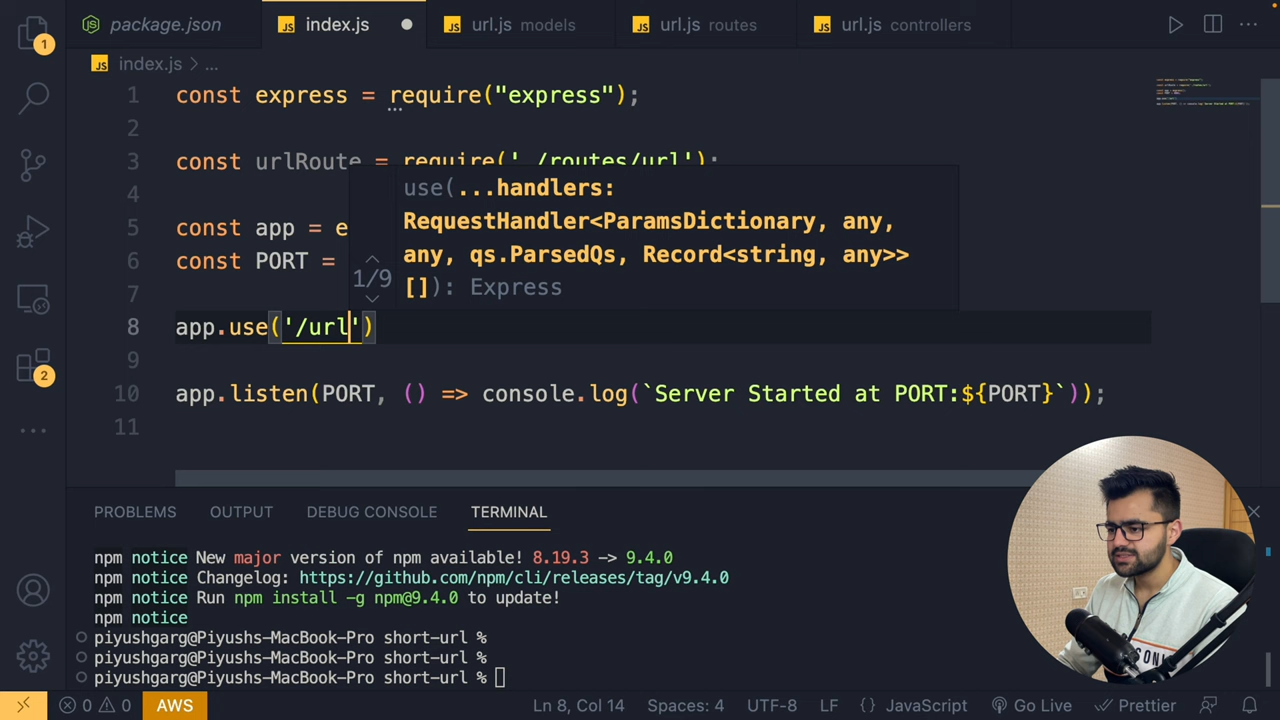 package.json
index.js
url.js models
url.js routes
url.js controllers
1
index.js > ...
1 const express = require("express");
2
3 const urlRoute = require('./routes/url');
4
5 const app = e
6 const PORT =
7
8 app.use('/url')
9
10 app.listen(PORT, () => console.log(`Server Started at PORT:${PORT}`));
11
use(...handlers:
RequestHandler<ParamsDictionary, any,
any, qs.ParsedQs, Record<string, any>>
1/9
[]): Express
2
PROBLEMS OUTPUT DEBUG CONSOLE TERMINAL
npm notice New major version of npm available! 8.19.3 -> 9.4.0
npm notice Changelog: https://github.com/npm/cli/releases/tag/v9.4.0
npm notice Run npm install -g npm@9.4.0 to update!
npm notice
piyushgarg@Piyushs-MacBook-Pro short-url %
piyushgarg@Piyushs-MacBook-Pro short-url %
piyushgarg@Piyushs-MacBook-Pro short-url %
0 0 AWS Ln 8, Col 14 Spaces: 4 UTF-8 LF {} JavaScript Go Live Prettier